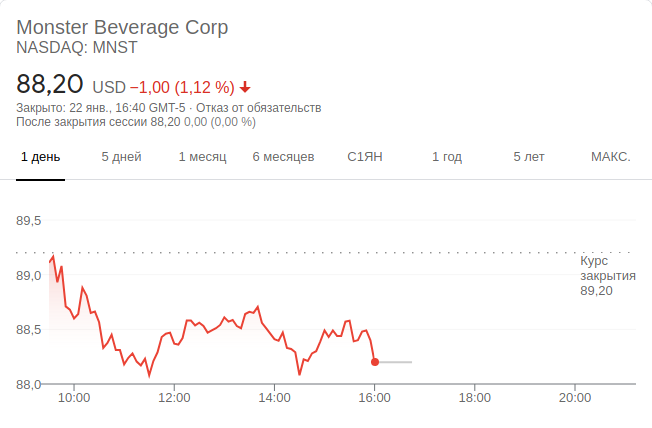 Monster Beverage Corp
NASDAQ: MNST
88,20 USD −1,00 (1,12 %)
Закрыто: 22 янв., 16:40 GMT-5 · Отказ от обязательств
После закрытия сессии 88,20 0,00 (0,00 %)
1 день 5 дней 1 месяц 6 месяцев С1ЯН 1 год 5 лет МАКС.
89,5
89,0
88,5
88,0
Курс
закрытия
89,20
10:00 12:00 14:00 16:00 18:00 20:00